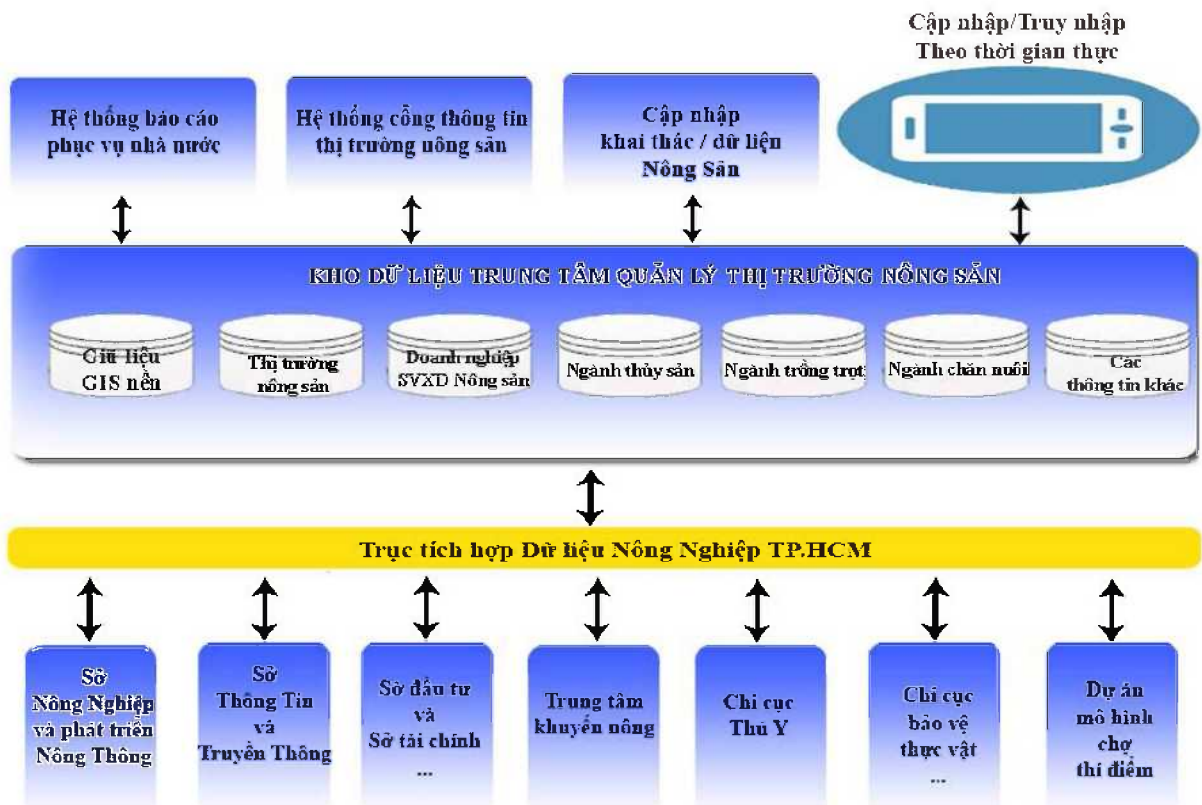 Cập nhập/Truy nhập
Theo thời gian thực
Hệ thống báo cáo
phục vụ nhà nước
Hệ thống cổng thông tin
thị trường nông sản
Cập nhập
khai thác / dữ liện
Nông Sản
KHO DỮ LIỆU TRUNG TÂM QUẢN LÝ THỊ TRƯỜNG NÔNG SẢN
Giữ liệu
GIS nền
Thị trường
nông sản
Doanh nghiệp
SVXD Nông sản
Ngành thủy sản
Ngành trồng trọt
Ngành chăn nuôi
Các
thông tin khác
Trục tích hợp Dữ liệu Nông Nghiệp TP.HCM
Sở
Nông Nghiệp
và phát triển
Nông Thông
Sở
Thông Tin
và
Truyền Thông
Sở đầu tư
và
Sở tài chính
...
Trung tâm
khuyến nông
Chi cục
Thú Y
Chi cục
bảo vệ
thực vật
...
Dự án
mô hình
chợ
thí điểm